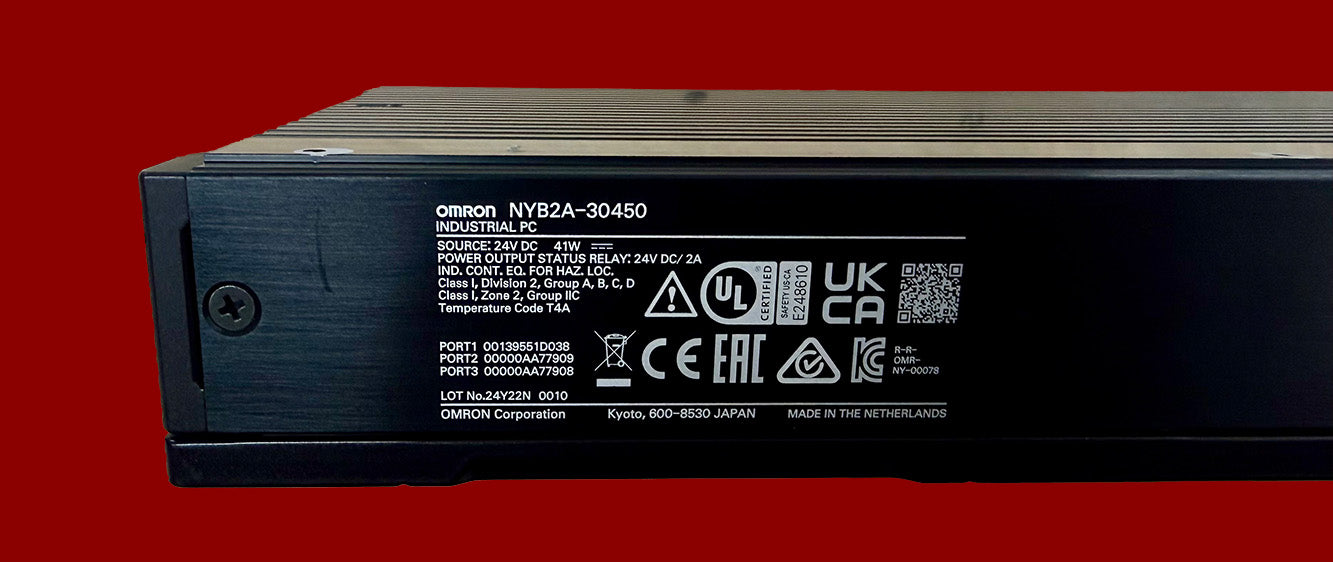 OMRON NYB2A-30450
INDUSTRIAL PC
SOURCE: 24V DC 41W
POWER OUTPUT STATUS RELAY: 24V DC/ 2A
IND. CONT. EQ. FOR HAZ. LOC.
Class I, Division 2, Group A, B, C, D
Class I, Zone 2, Group IIC
Temperature Code T4A
UL ® CERTIFIED
SAFETY US-CA
E248610
UK
CA
PORT1 00139551D038
PORT2 00000AA77909
PORT3 00000AA77908
CE EAC KC
R-R-
OMR-
NY-00078
LOT No.24Y22N 0010
OMRON Corporation Kyoto, 600-8530 JAPAN MADE IN THE NETHERLANDS